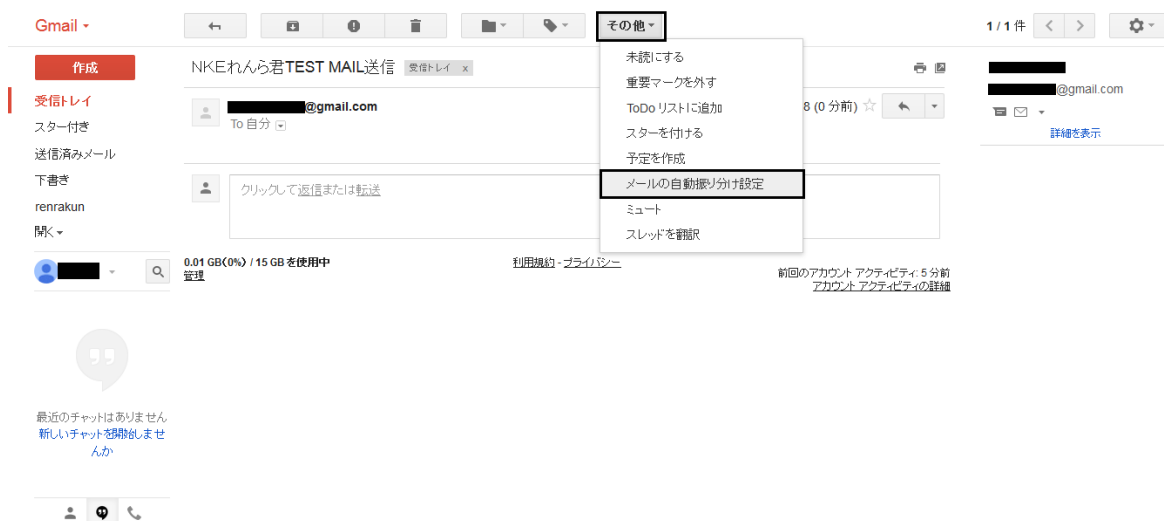 Gmail
その他
1 / 1 件
作成
受信トレイ
スター付き
送信済みメール
下書き
renrakun
開く
NKEれんら君TEST MAIL送信 受信トレイ x
@gmail.com
To 自分
8 (0 分前)
クリックして返信または転送
未読にする
重要マークを外す
ToDo リストに追加
スターを付ける
予定を作成
メールの自動振り分け設定
ミュート
スレッドを翻訳
@gmail.com
詳細を表示
0.01 GB(0%) / 15 GB を使用中
管理
利用規約 - プライバシー
前回のアカウント アクティビティ: 5 分前
アカウント アクティビティの詳細
最近のチャットはありません
新しいチャットを開始しませ
んか